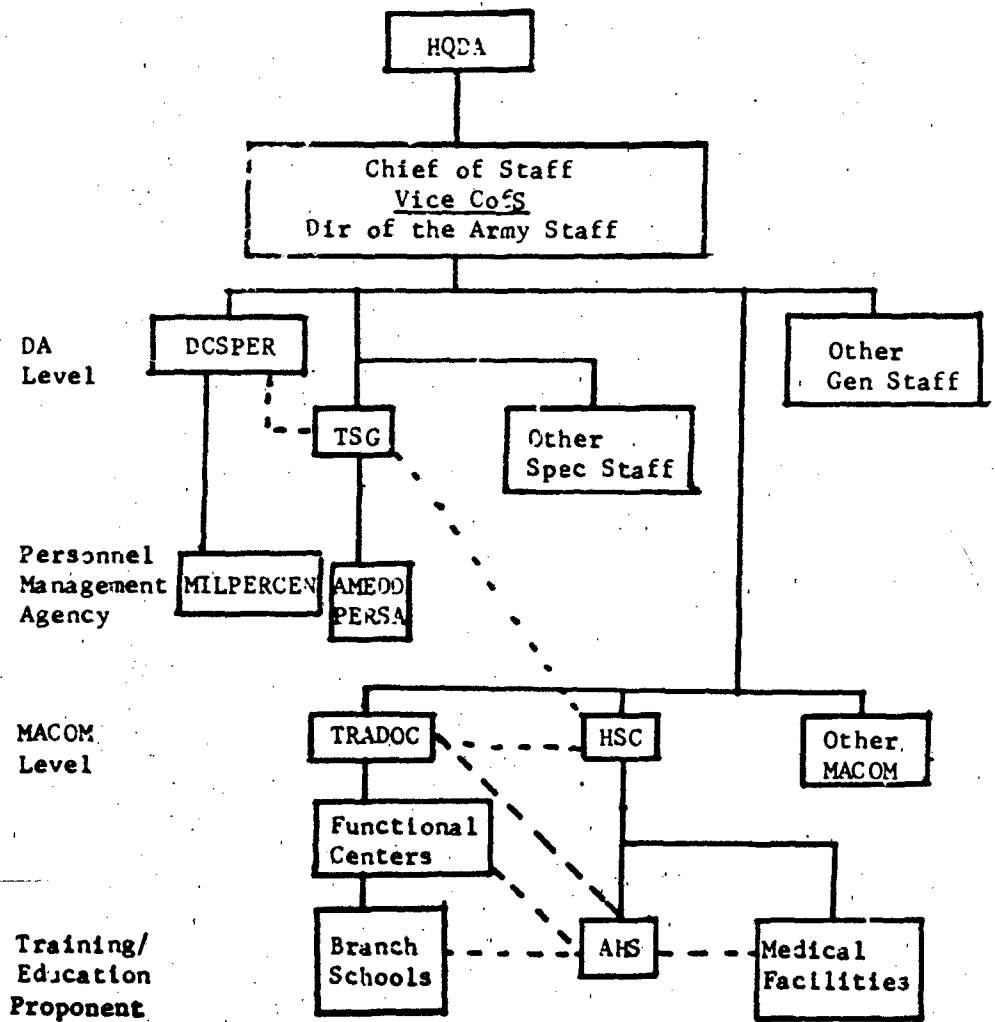 HQDA
Chief of Staff
Vice CofS
Dir of the Army Staff
DA
Level
DCSPER
Other
Gen Staff
TSG
Other
Spec Staff
Personnel
Management
Agency
MILPERCEN
AMEDD
PERSA
MACOM
Level
TRADOC
HSC
Other
MACOM
Functional
Centers
Training/
Education
Proponent
Branch
Schools
AHS
Medical
Facilities